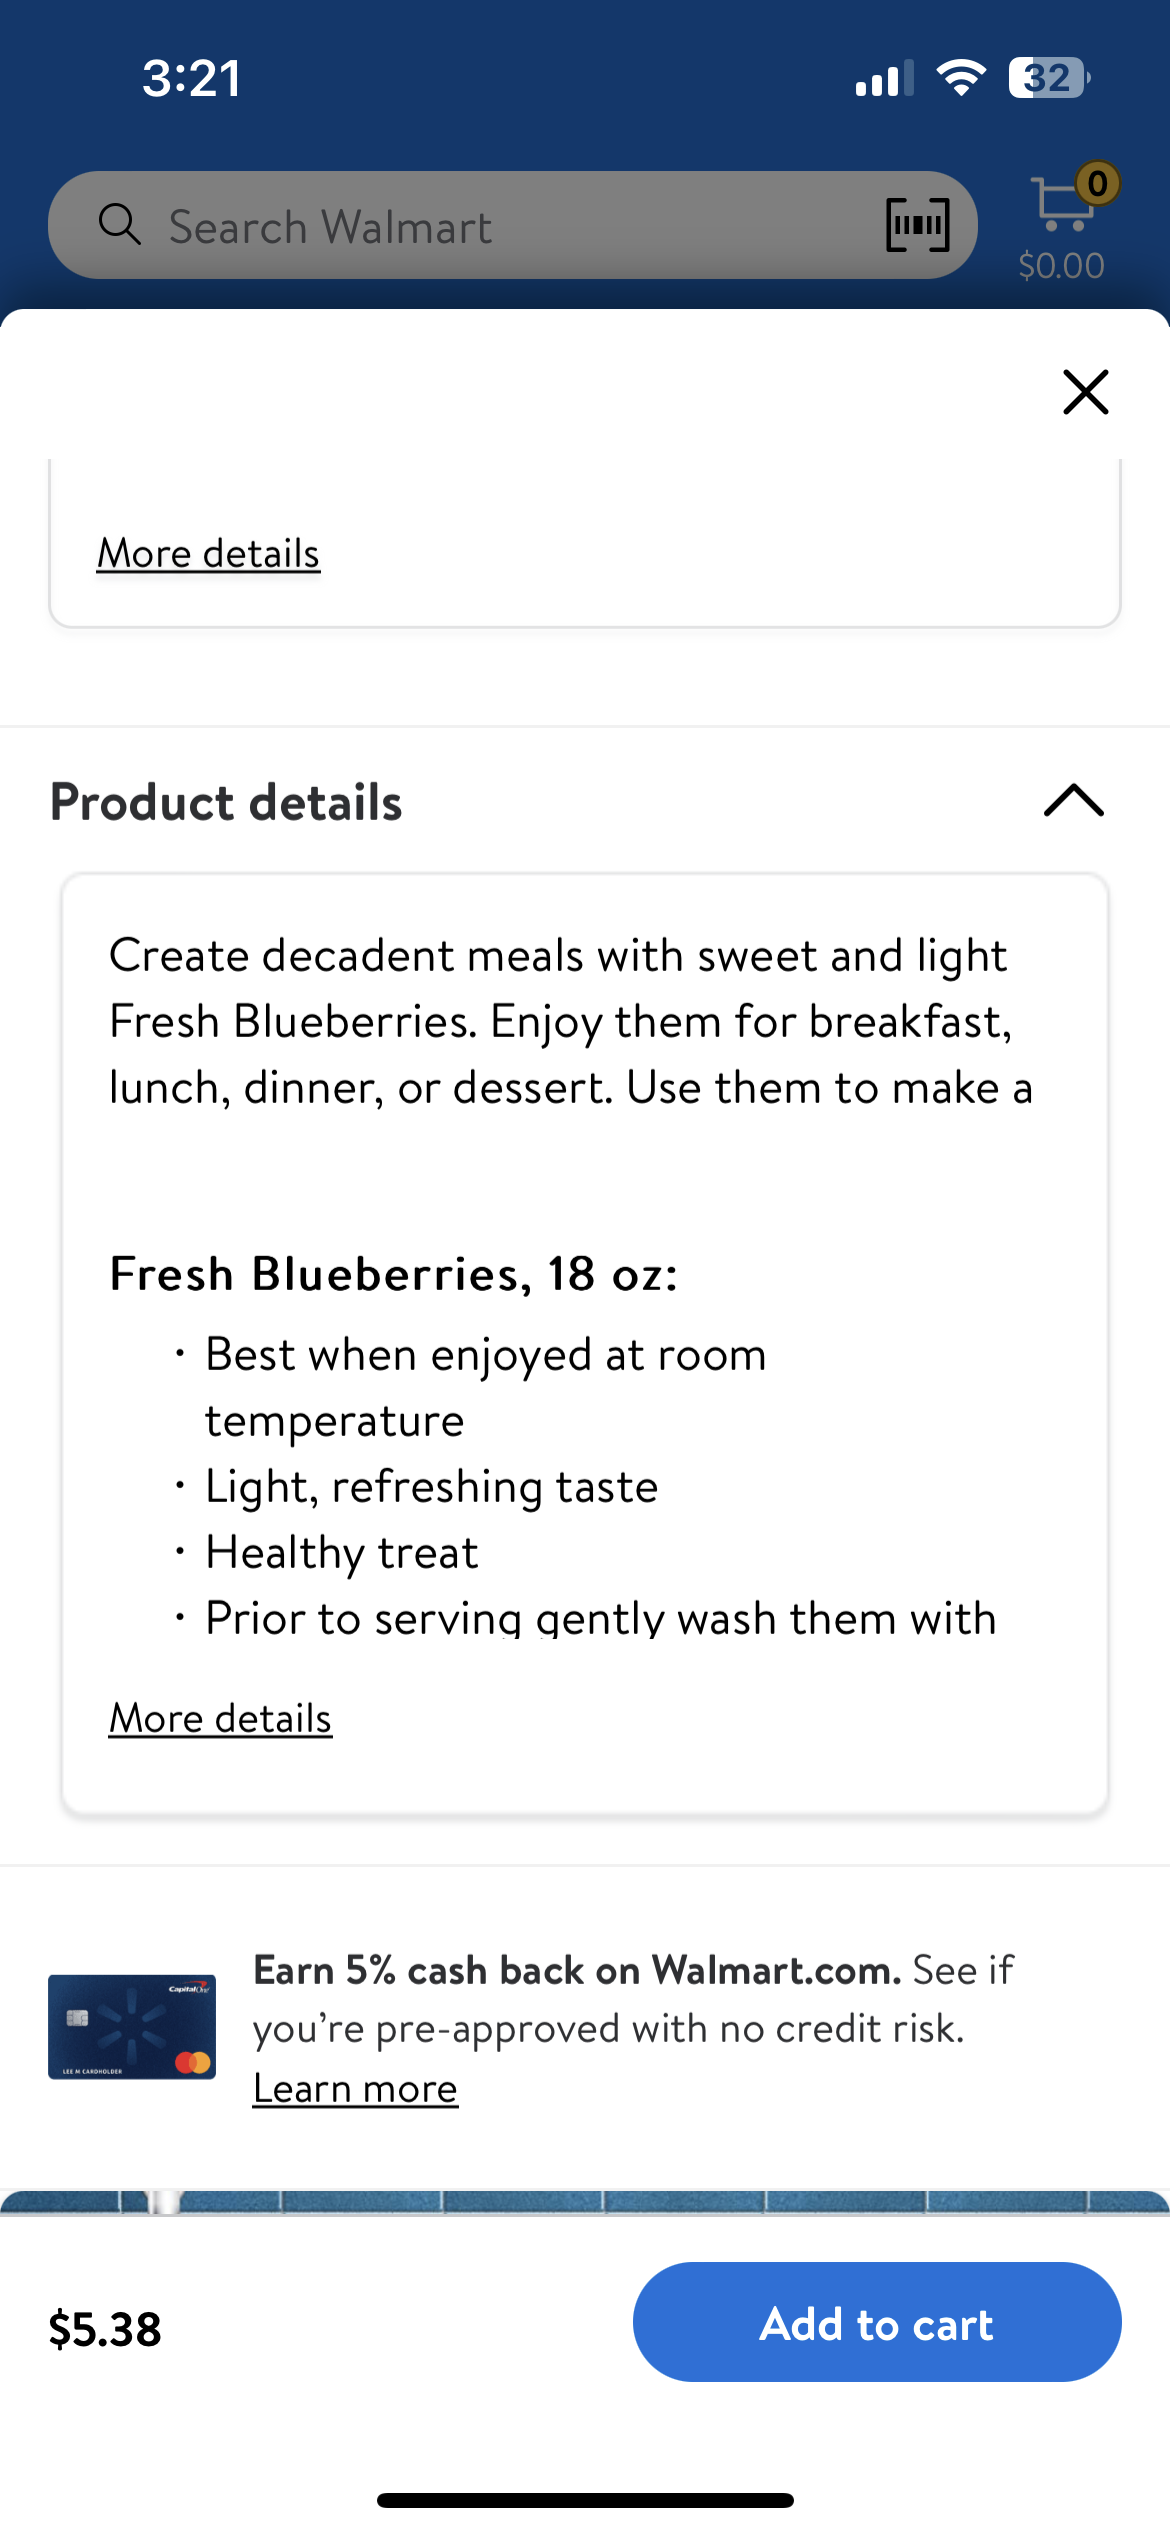 3:21
32
Search Walmart
0
$0.00
More details
Product details
Create decadent meals with sweet and light
Fresh Blueberries. Enjoy them for breakfast,
lunch, dinner, or dessert. Use them to make a
Fresh Blueberries, 18 oz:
• Best when enjoyed at room
temperature
• Light, refreshing taste
• Healthy treat
• Prior to serving gently wash them with
More details
Capital One
LEE M CARDHOLDER
Earn 5% cash back on Walmart.com. See if
you’re pre-approved with no credit risk.
Learn more
$5.38
Add to cart